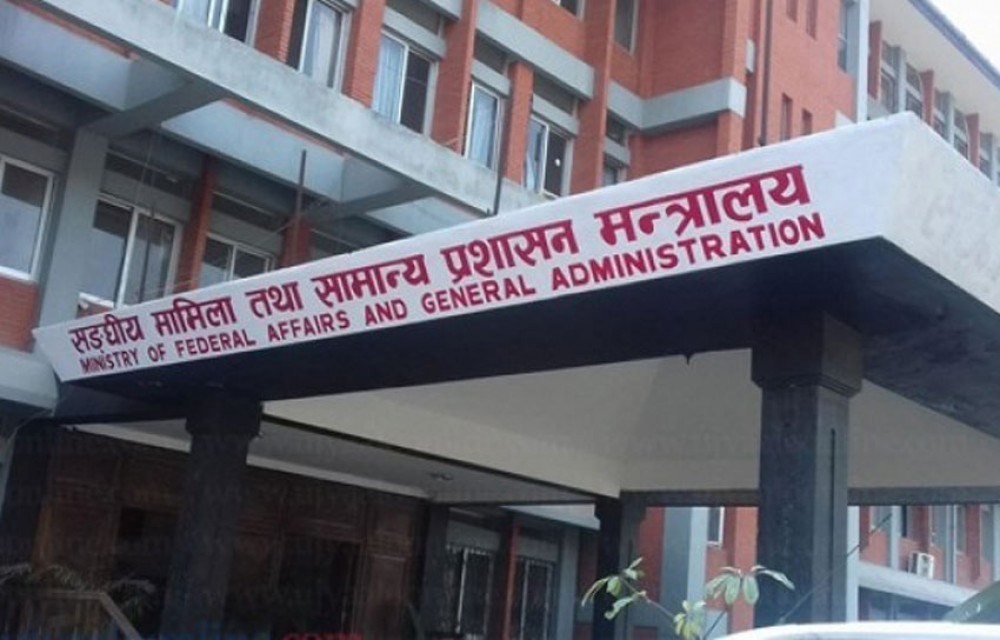 सङ्घीय मामिला तथा सामान्य प्रशासन मन्त्रालय
MINISTRY OF FEDERAL AFFAIRS AND GENERAL ADMINISTRATION